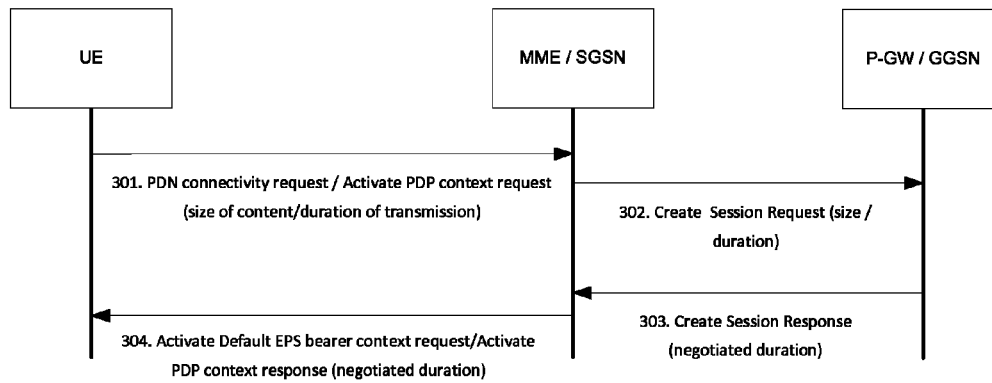 UE
MME / SGSN
P-GW / GGSN
301. PDN connectivity request / Activate PDP context request
(size of content/duration of transmission)
302. Create Session Request (size /
duration)
303. Create Session Response
(negotiated duration)
304. Activate Default EPS bearer context request/Activate
PDP context response (negotiated duration)